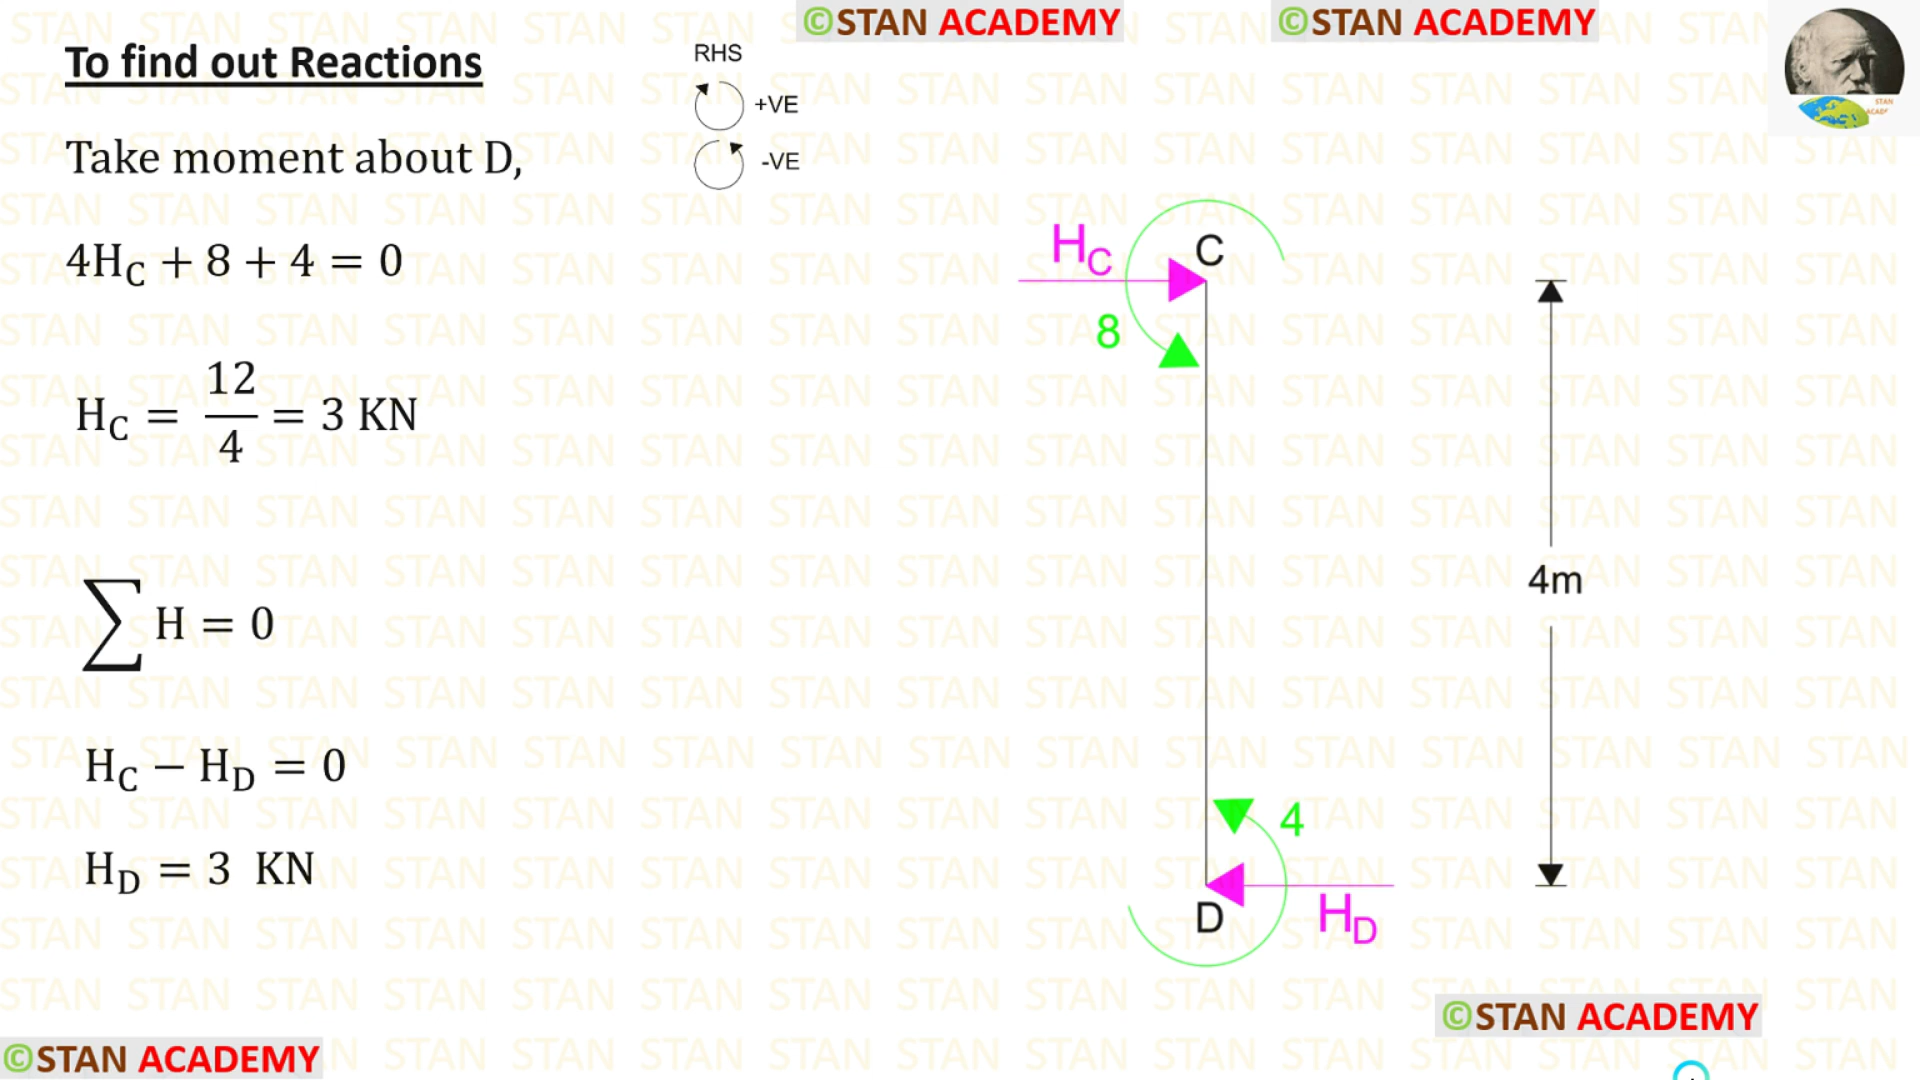 ©STAN ACADEMY ©STAN ACADEMY
To find out Reactions
RHS
+VE
-VE
STAN
Take moment about D,
4H_C + 8 + 4 = 0
H_C = 12/4 = 3 KN
∑ H = 0
H_C − H_D = 0
H_D = 3 KN
H_C
C
8
4m
4
D
H_D
©STAN ACADEMY
©STAN ACADEMY